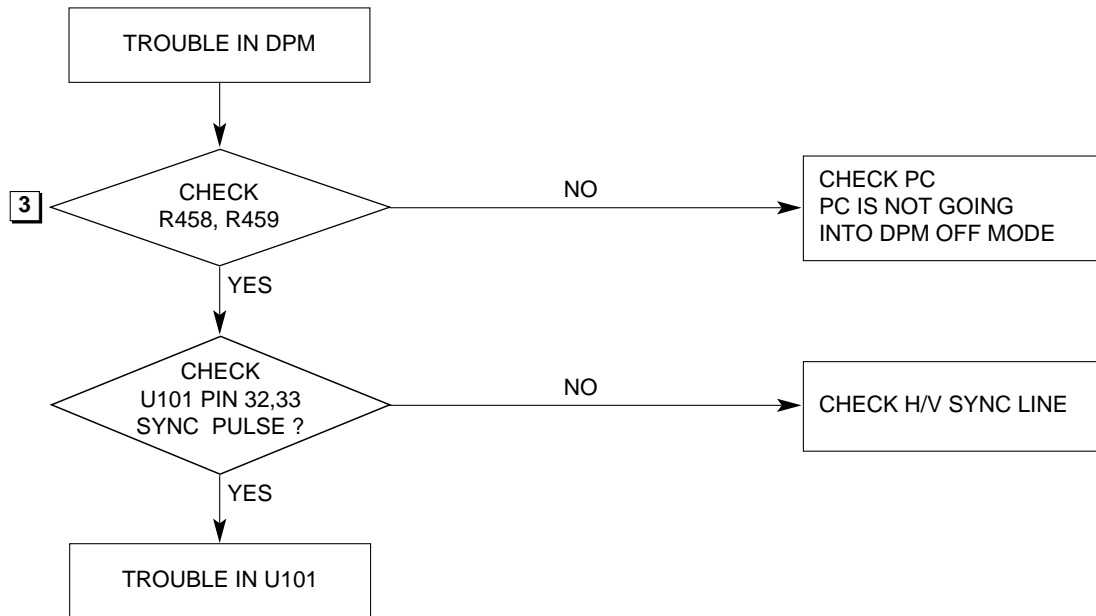 TROUBLE IN DPM
3
CHECK
R458, R459
NO
CHECK PC
PC IS NOT GOING
INTO DPM OFF MODE
YES
CHECK
U101 PIN 32,33
SYNC PULSE ?
NO
CHECK H/V SYNC LINE
YES
TROUBLE IN U101